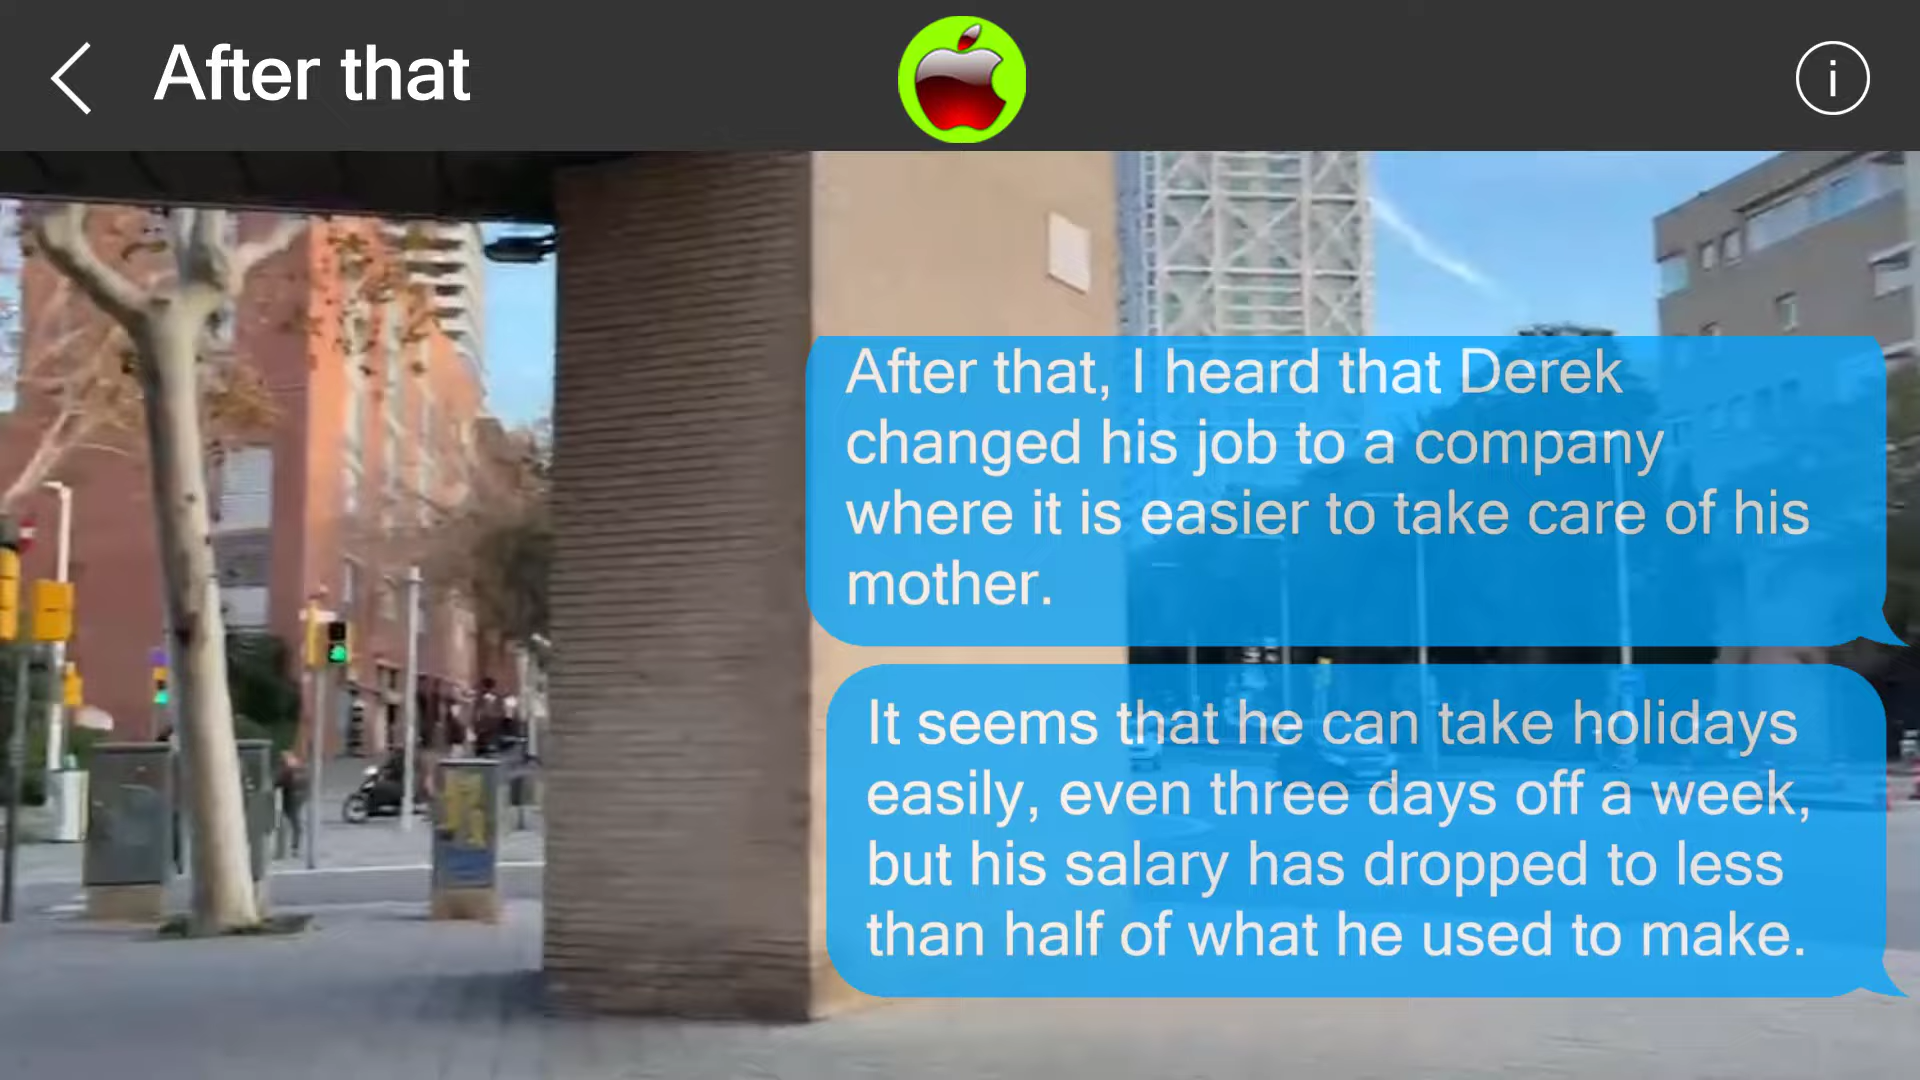 After that
i
After that, I heard that Derek
changed his job to a company
where it is easier to take care of his
mother.
It seems that he can take holidays
easily, even three days off a week,
but his salary has dropped to less
than half of what he used to make.